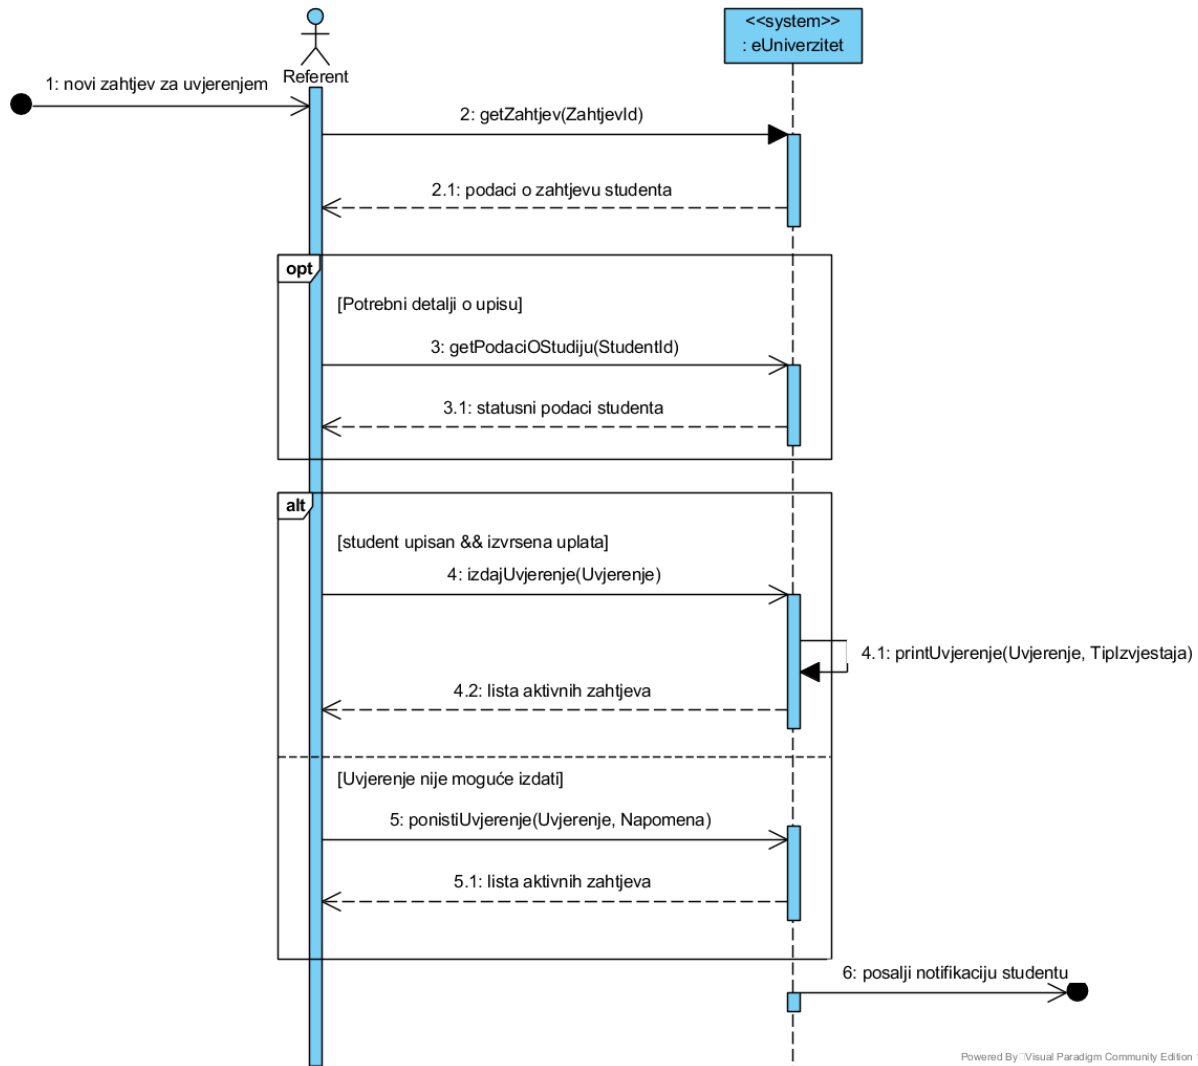 <<system>>
: eUniverzitet
Referent
1: novi zahtjev za uvjerenjem
2: getZahtjev(ZahtjevId)
2.1: podaci o zahtjevu studenta
opt
[Potrebni detalji o upisu]
3: getPodaciOStudiju(StudentId)
3.1: statusni podaci studenta
alt
[student upisan && izvrsena uplata]
4: izdajUvjerenje(Uvjerenje)
4.1: printUvjerenje(Uvjerenje, TipIzvjestaja)
4.2: lista aktivnih zahtjeva
[Uvjerenje nije moguće izdati]
5: ponistiUvjerenje(Uvjerenje, Napomena)
5.1: lista aktivnih zahtjeva
6: posalji notifikaciju studentu
Powered By Visual Paradigm Community Edition